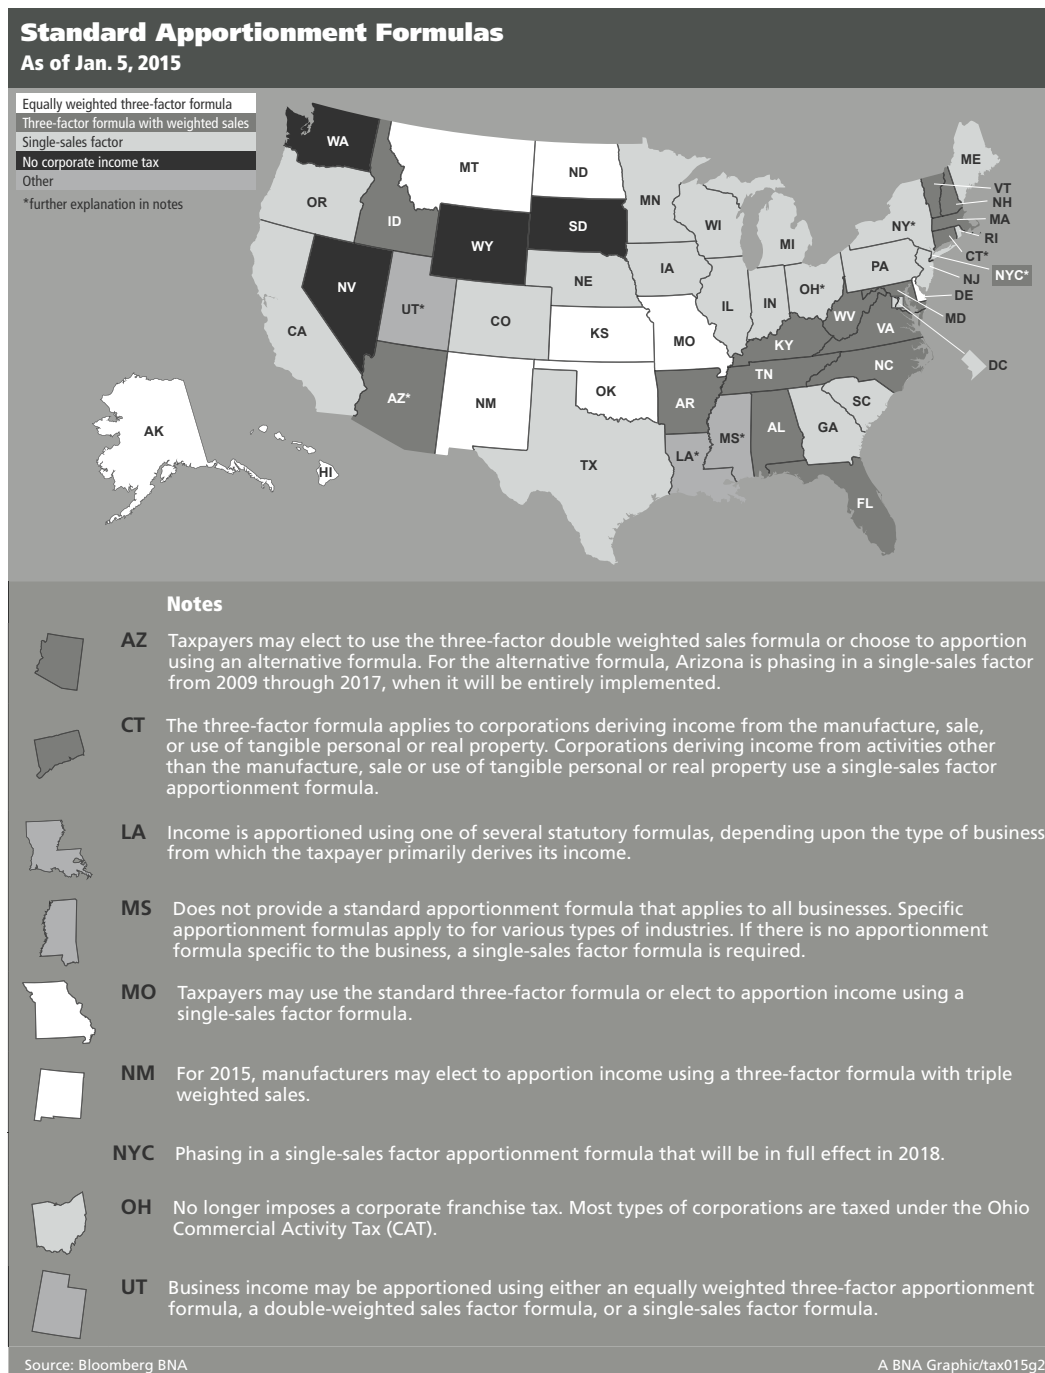 Standard Apportionment Formulas
As of Jan. 5, 2015
Equally weighted three-factor formula
Three-factor formula with weighted sales
Single-sales factor
No corporate income tax
Other
*further explanation in notes
WA
MT
ND
MN
ME
VT
NH
MA
RI
CT*
NYC*
NJ
DE
MD
DC
OR
ID
WY
SD
WI
MI
NY*
PA
NV
UT*
CO
NE
IA
IL
IN
OH*
WV
VA
CA
KS
MO
KY
NC
TN
AZ*
NM
OK
AR
SC
AK
HI
TX
LA*
MS*
AL
GA
FL
Notes
AZ Taxpayers may elect to use the three-factor double weighted sales formula or choose to apportion
using an alternative formula. For the alternative formula, Arizona is phasing in a single-sales factor
from 2009 through 2017, when it will be entirely implemented.
CT The three-factor formula applies to corporations deriving income from the manufacture, sale,
or use of tangible personal or real property. Corporations deriving income from activities other
than the manufacture, sale or use of tangible personal or real property use a single-sales factor
apportionment formula.
LA Income is apportioned using one of several statutory formulas, depending upon the type of business
from which the taxpayer primarily derives its income.
MS Does not provide a standard apportionment formula that applies to all businesses. Specific
apportionment formulas apply to for various types of industries. If there is no apportionment
formula specific to the business, a single-sales factor formula is required.
MO Taxpayers may use the standard three-factor formula or elect to apportion income using a
single-sales factor formula.
NM For 2015, manufacturers may elect to apportion income using a three-factor formula with triple
weighted sales.
NYC Phasing in a single-sales factor apportionment formula that will be in full effect in 2018.
OH No longer imposes a corporate franchise tax. Most types of corporations are taxed under the Ohio
Commercial Activity Tax (CAT).
UT Business income may be apportioned using either an equally weighted three-factor apportionment
formula, a double-weighted sales factor formula, or a single-sales factor formula.
Source: Bloomberg BNA
A BNA Graphic/tax015g2